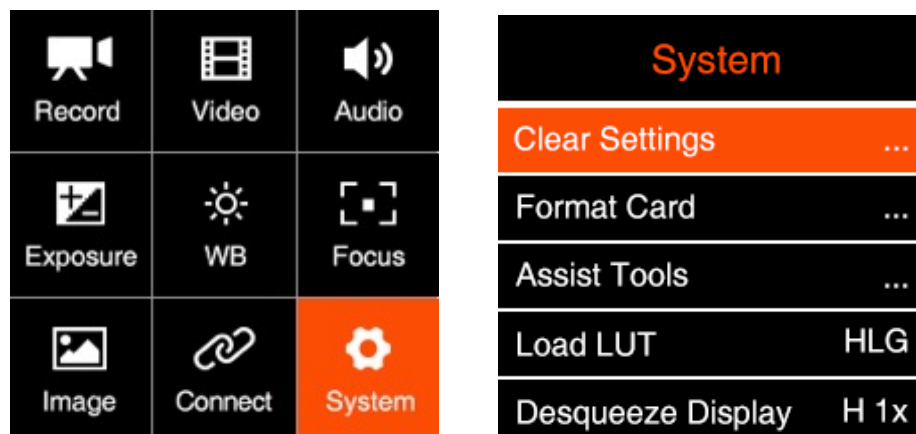 Record Video Audio
Exposure WB Focus
Image Connect System
System
Clear Settings ...
Format Card ...
Assist Tools ...
Load LUT HLG
Desqueeze Display H 1x